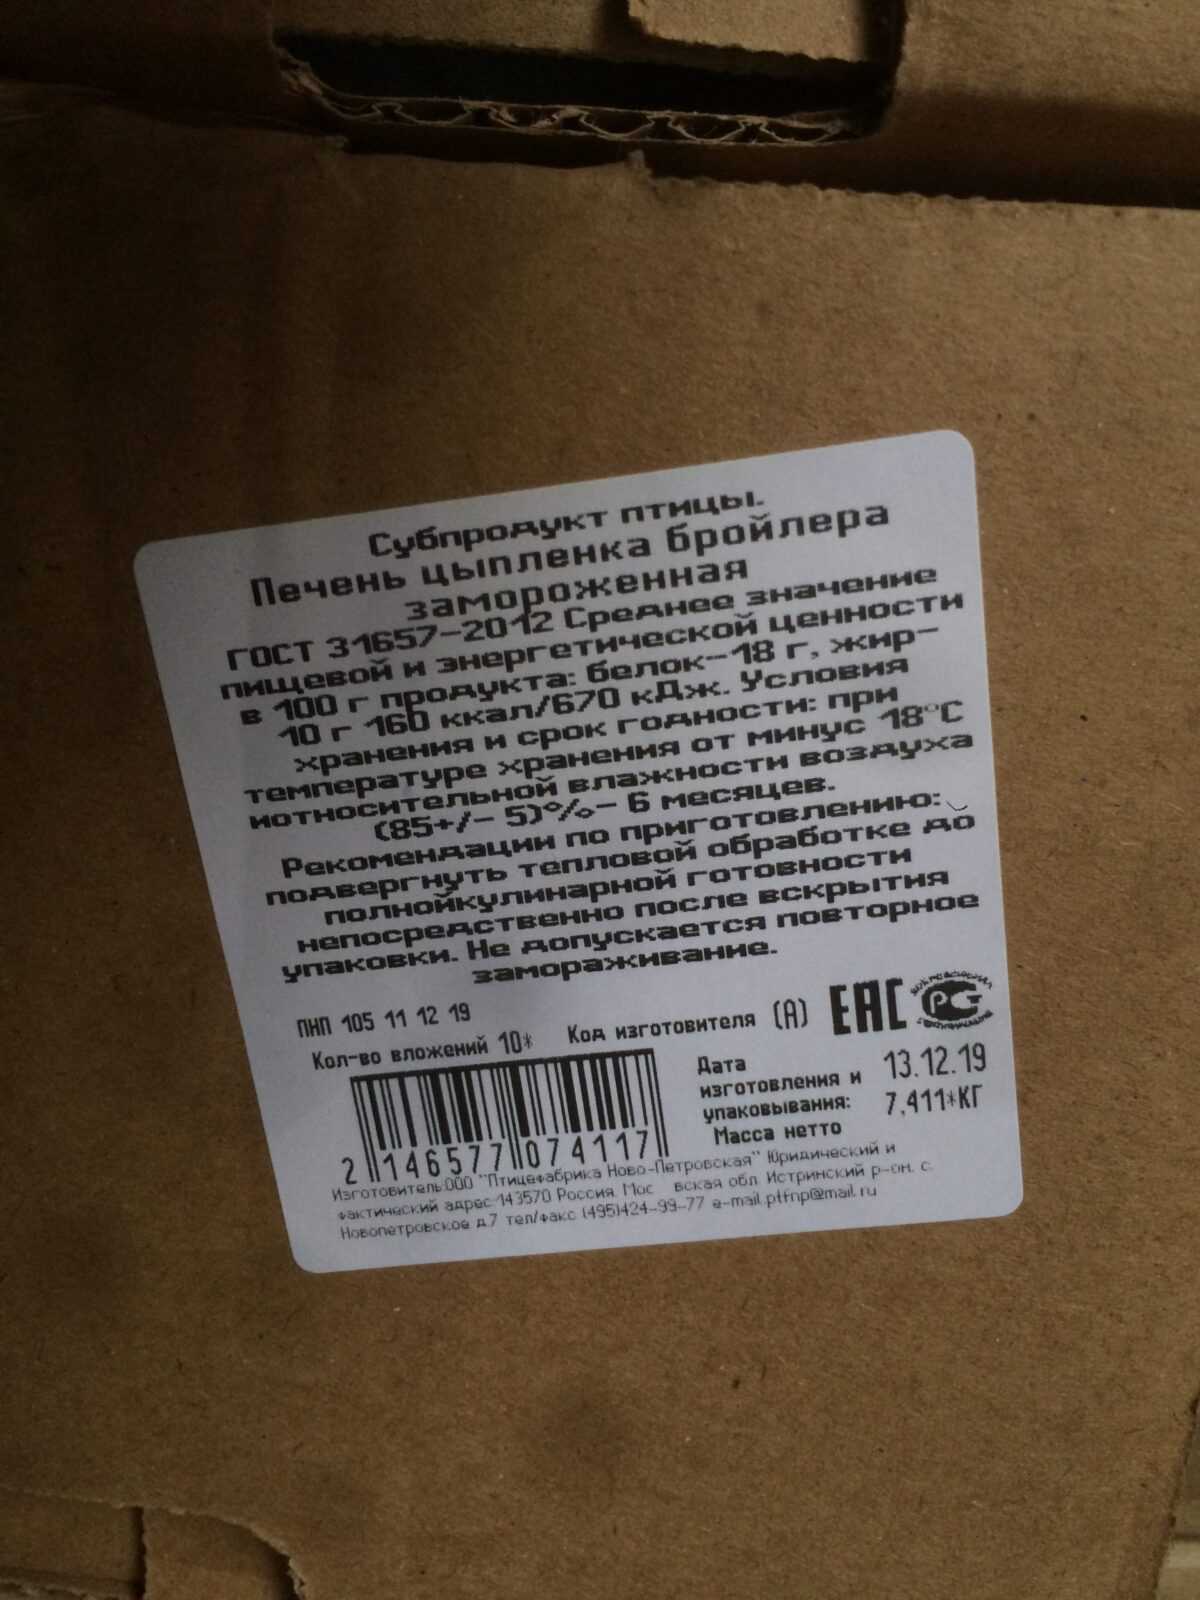 Субпродукт птицы.
Печень цыпленка бройлера
замороженная
ГОСТ 31657-2012 Среднее значение
пищевой и энергетической ценности
в 100 г продукта: белок-18 г, жир-
10 г 160 ккал/670 кДж. Условия
хранения и срок годности: при
температуре хранения от минус 18°С
иотносительной влажности воздуха
(85+/- 5)%- 6 месяцев.
Рекомендации по приготовлению:
подвергнуть тепловой обработке до
полнойкулинарной готовности
непосредственно после вскрытия
упаковки. Не допускается повторное
замораживание.
ПНП 105 11 12 19
Кол-во вложений 10*
Код изготовителя (А)
ЕАС
РС
Дата
изготовления и
упаковывания:
13.12.19
Масса нетто
7,411*КГ
2 146577 074117
Изготовитель:ООО "Птицефабрика Ново-Петровская" Юридический и
фактический адрес:143570 Россия. Мос вская обл. Истринский р-он. с.
Новопетровское д.7 тел/факс (495)424-99-77 e-mail.ptfnp@mail.ru